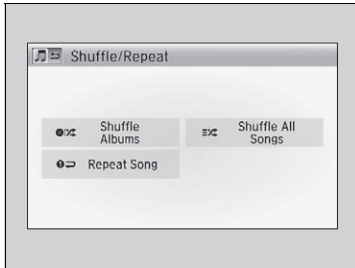 Shuffle/Repeat
Shuffle
Albums
Shuffle All
Songs
Repeat Song